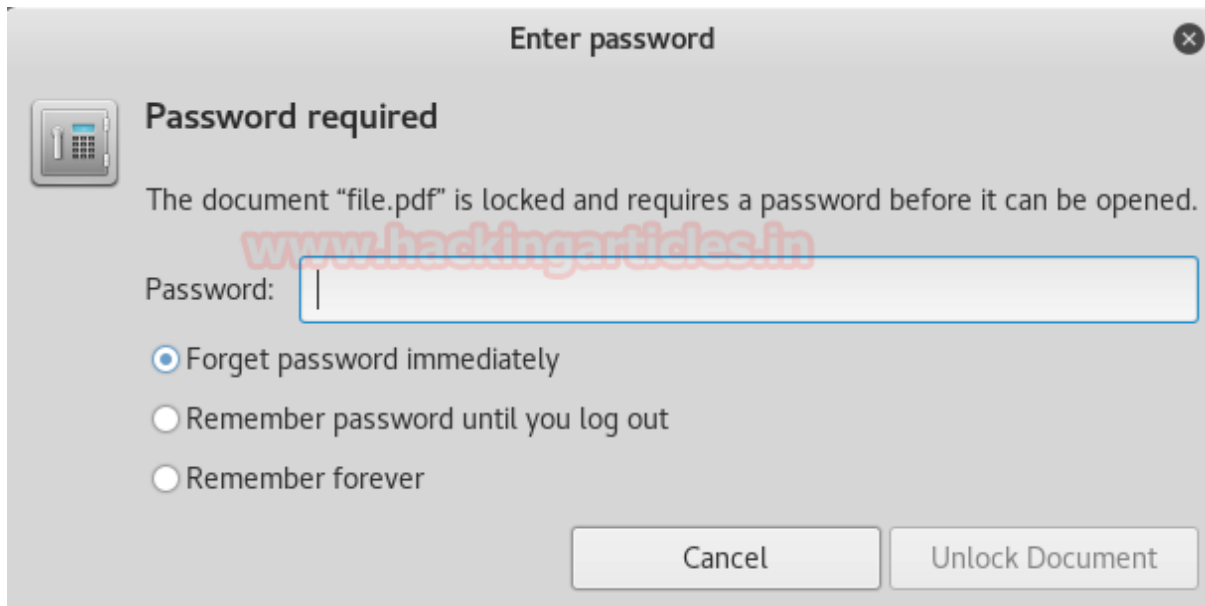 Enter password
Password required
The document “file.pdf” is locked and requires a password before it can be opened.
www.hackingarticles.in
Password:
Forget password immediately
Remember password until you log out
Remember forever
Cancel
Unlock Document